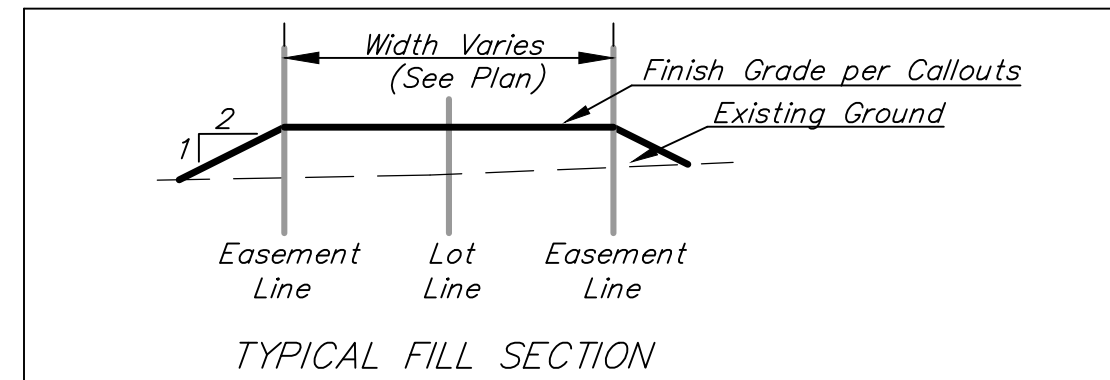 Width Varies
(See Plan)
Finish Grade per Callouts
Existing Ground
2
1
Easement Line
Lot Line
Easement Line
TYPICAL FILL SECTION